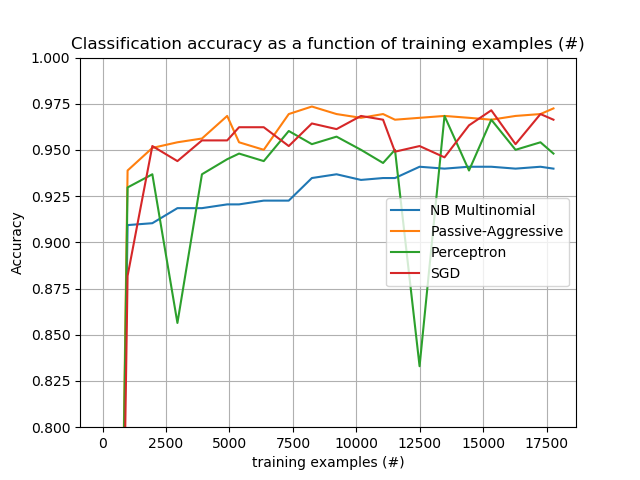 Classification accuracy as a function of training examples (#)
1.000
0.975
0.950
0.925
0.900
0.875
0.850
0.825
0.800
Accuracy
NB Multinomial
Passive-Aggressive
Perceptron
SGD
0 2500 5000 7500 10000 12500 15000 17500
training examples (#)